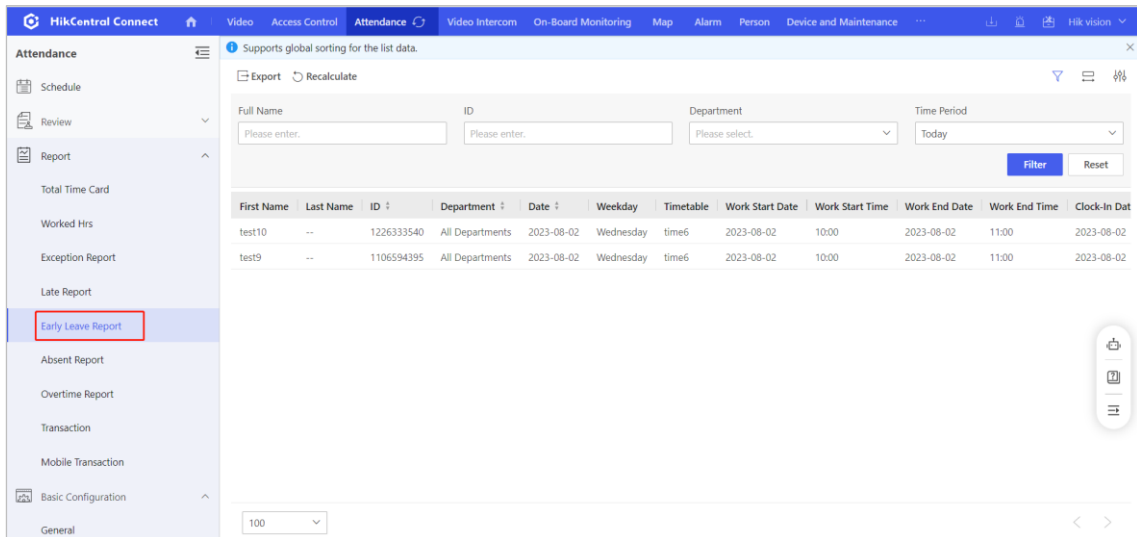 HikCentral Connect Video Access Control Attendance Video Intercom On-Board Monitoring Map Alarm Person Device and Maintenance ... Hik vision
Attendance
Supports global sorting for the list data.
Schedule
Review
Report
Total Time Card
Worked Hrs
Exception Report
Late Report
Early Leave Report
Absent Report
Overtime Report
Transaction
Mobile Transaction
Basic Configuration
General
Export Recalculate
Full Name ID Department Time Period
Please enter. Please enter. Please select. Today
Filter Reset
First Name Last Name ID Department Date Weekday Timetable Work Start Date Work Start Time Work End Date Work End Time Clock-In Dat
test10 -- 1226333540 All Departments 2023-08-02 Wednesday time6 2023-08-02 10:00 2023-08-02 11:00 2023-08-02
test9 -- 1106594395 All Departments 2023-08-02 Wednesday time6 2023-08-02 10:00 2023-08-02 11:00 2023-08-02
100